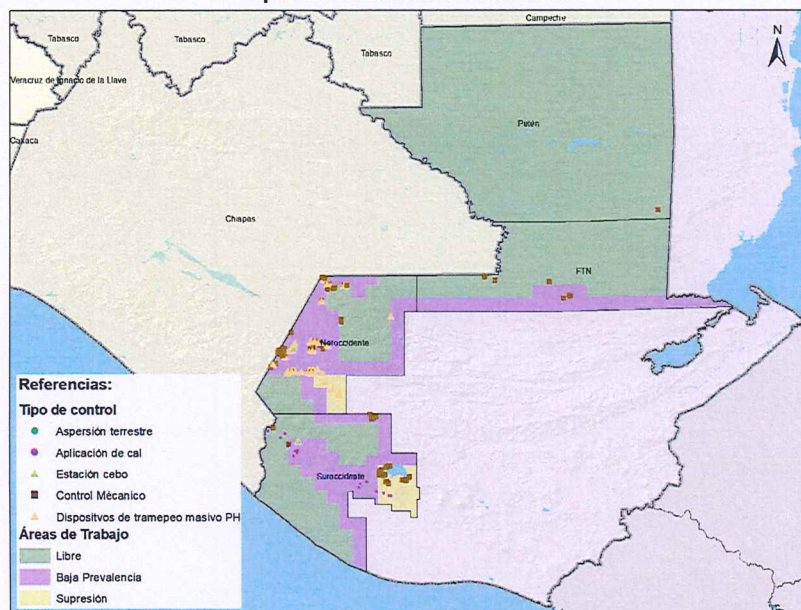 Campeche
Tabasco
Tabasco
Tabasco
N
Veracruz de Ignacio de la Llave
Oaxaca
Petén
Chiapas
FTN
Noroccidente
Suroccidente
Referencias:
Tipo de control
Aspersión terrestre
Aplicación de cal
Estación cebo
Control Mécanico
Dispositvos de trampeo masivo PH
Áreas de Trabajo
Libre
Baja Prevalencia
Supresión